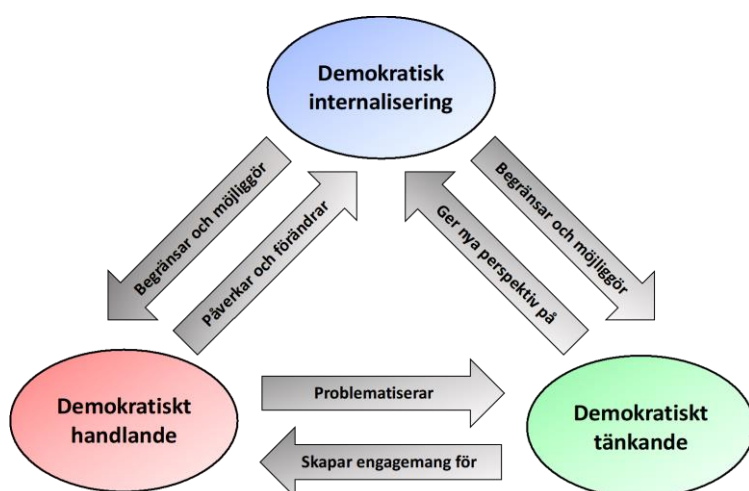 Demokratisk
internalisering
Begränsar och möjliggör
Påverkar och förändrar
Ger nya perspektiv på
Begränsar och möjliggör
Demokratiskt
handlande
Problematiserar
Skapar engagemang för
Demokratiskt
tänkande